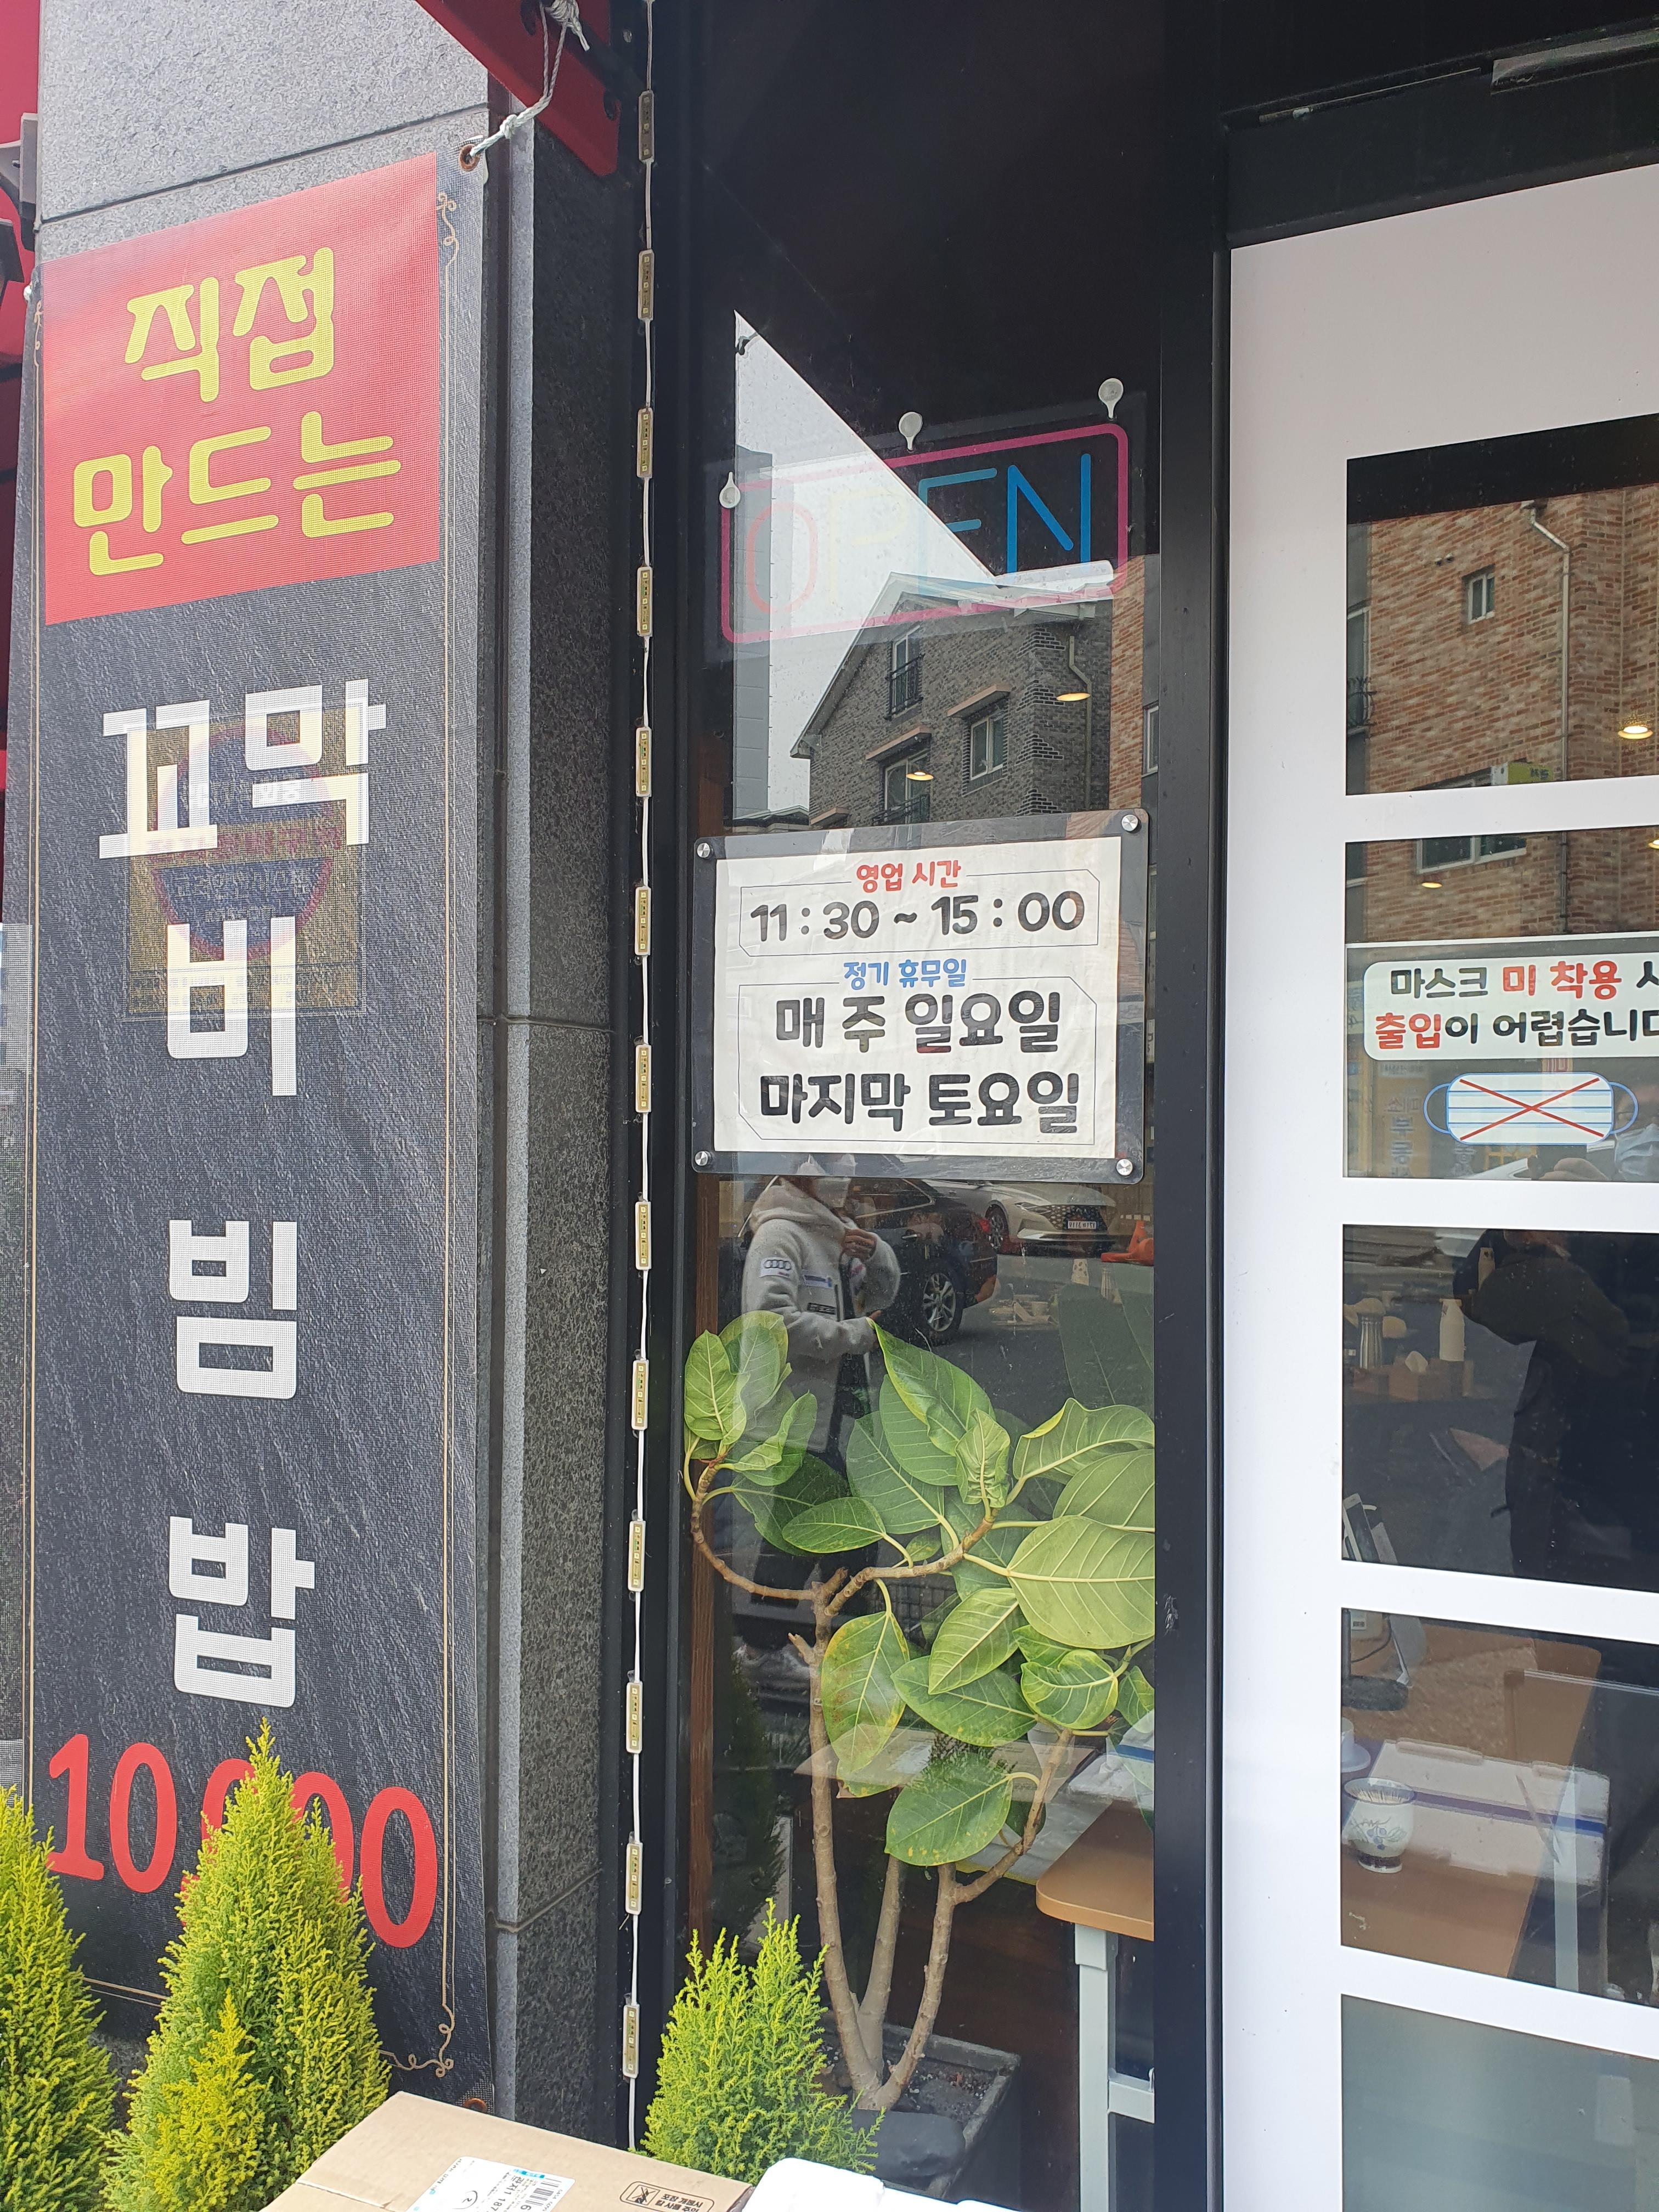 직접
만드는
꼬막
비
빔
밥
10,000
OPEN
영업 시간
11 : 30 ~ 15 : 00
정기 휴무일
매 주 일요일
마지막 토요일
마스크 미 착용 시
출입이 어렵습니다